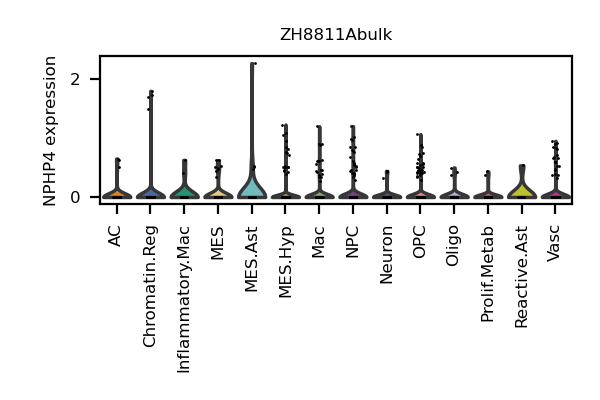 ZH8811Abulk
NPHP4 expression
2
0
AC
Chromatin.Reg
Inflammatory.Mac
MES
MES.Ast
MES.Hyp
Mac
NPC
Neuron
OPC
Oligo
Prolif.Metab
Reactive.Ast
Vasc